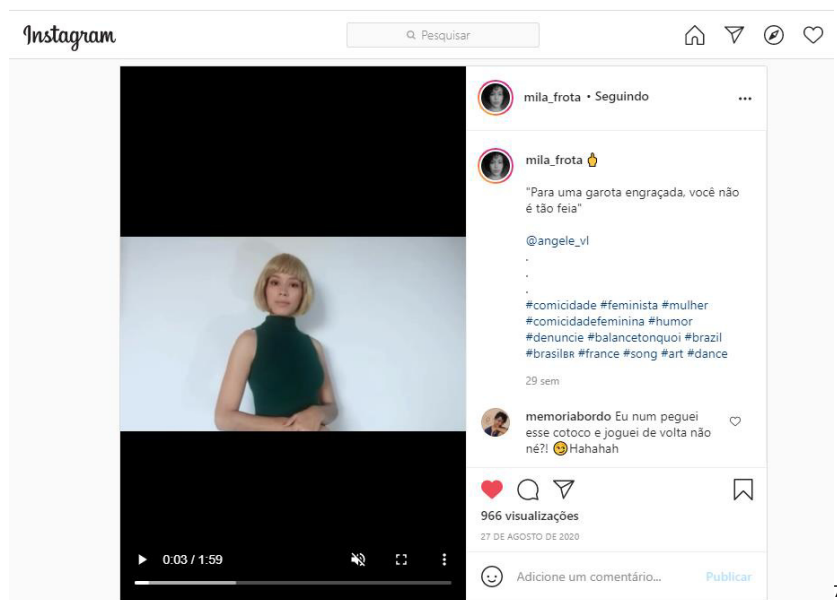 Instagram
Pesquisar
mila_frota • Seguindo
mila_frota
"Para uma garota engraçada, você não
é tão feia"
@angele_vl
.
.
.
#comicidade #feminista #mulher
#comicidadefeminina #humor
#denuncie #balancetonquoi #brazil
#brasilBR #france #song #art #dance
29 sem
memoriabordo Eu num peguei
esse cotoco e joguei de volta não
né?! 😏Hahahah
966 visualizações
27 DE AGOSTO DE 2020
0:03 / 1:59
Adicione um comentário... Publicar